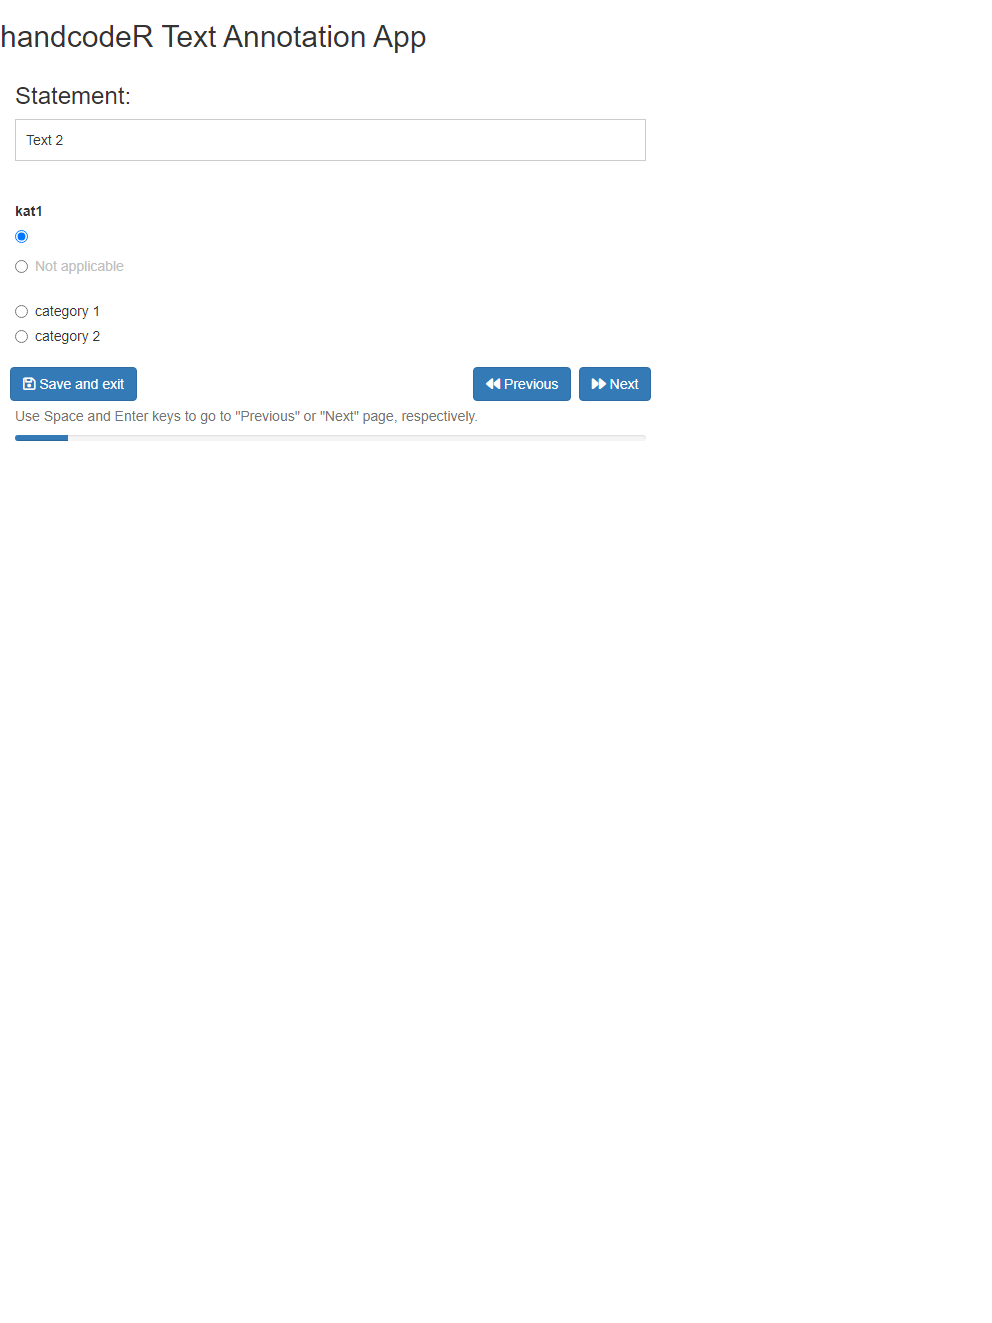 handcodeR Text Annotation App
Statement:
Text 2
kat1
Not applicable
category 1
category 2
Save and exit
Previous
Next
Use Space and Enter keys to go to "Previous" or "Next" page, respectively.